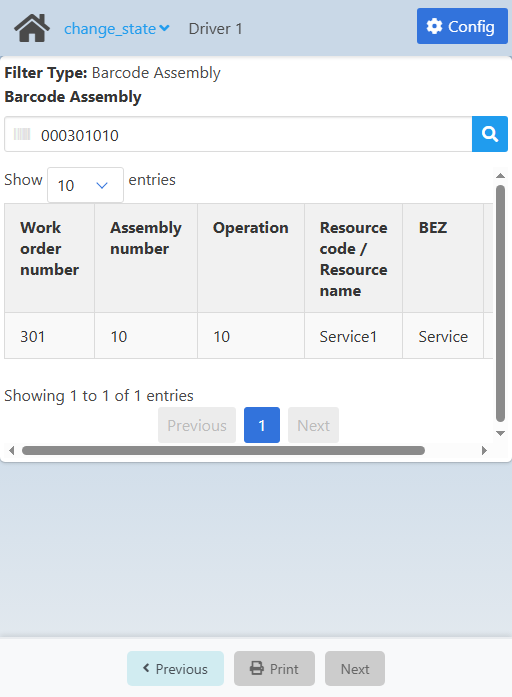 change_state Driver 1 Config
Filter Type: Barcode Assembly
Barcode Assembly
000301010
Show 10 entries
Work order number Assembly number Operation Resource code / Resource name BEZ
301 10 10 Service1 Service
Showing 1 to 1 of 1 entries
Previous 1 Next
Previous Print Next